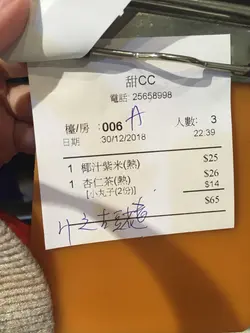 甜CC
電話: 25658998
檯/房 : 006 A 人數 : 3
日期 .30/12/2018 22:39
1 椰汁紫米(熱) $25
1 杏仁茶(熱) $26
[小丸子(2份)] $14
$65